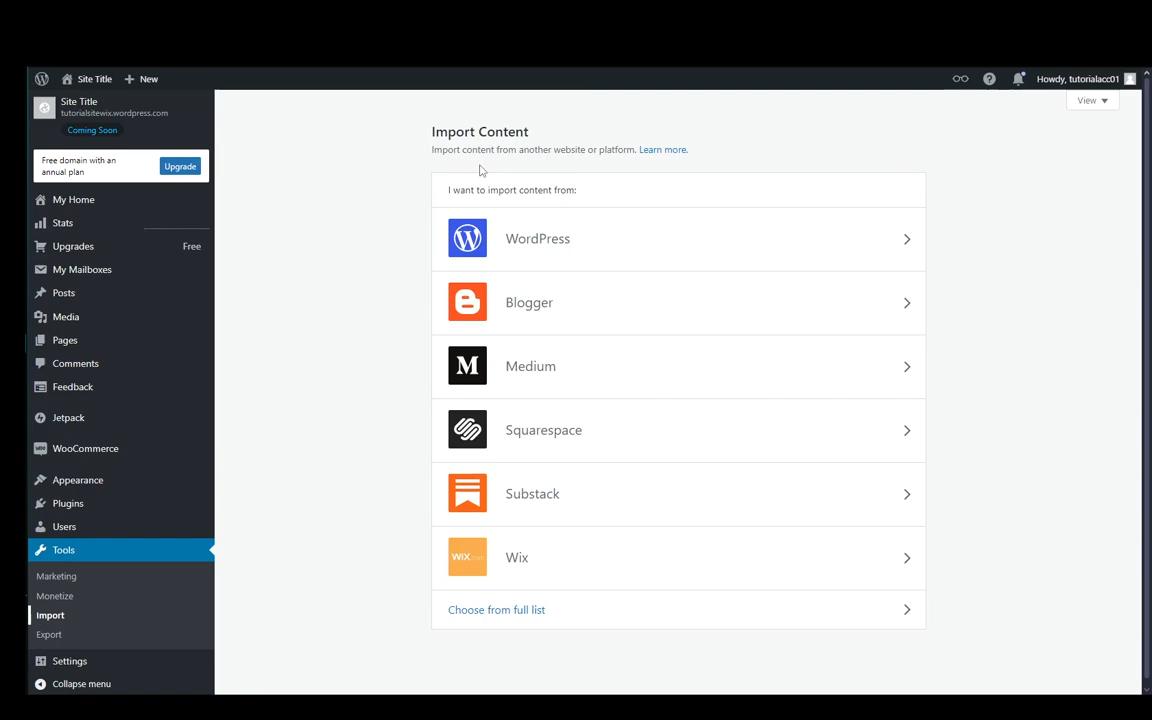 Site Title
New
Howdy, tutorialacc01
Site Title
tutorialsitewix.wordpress.com
Coming Soon
Free domain with an
annual plan
Upgrade
My Home
Stats
Upgrades Free
My Mailboxes
Posts
Media
Pages
Comments
Feedback
Jetpack
WooCommerce
Appearance
Plugins
Users
Tools
Marketing
Monetize
Import
Export
Settings
Collapse menu
View
Import Content
Import content from another website or platform. Learn more.
I want to import content from:
WordPress
Blogger
Medium
Squarespace
Substack
WiX
Wix
Choose from full list